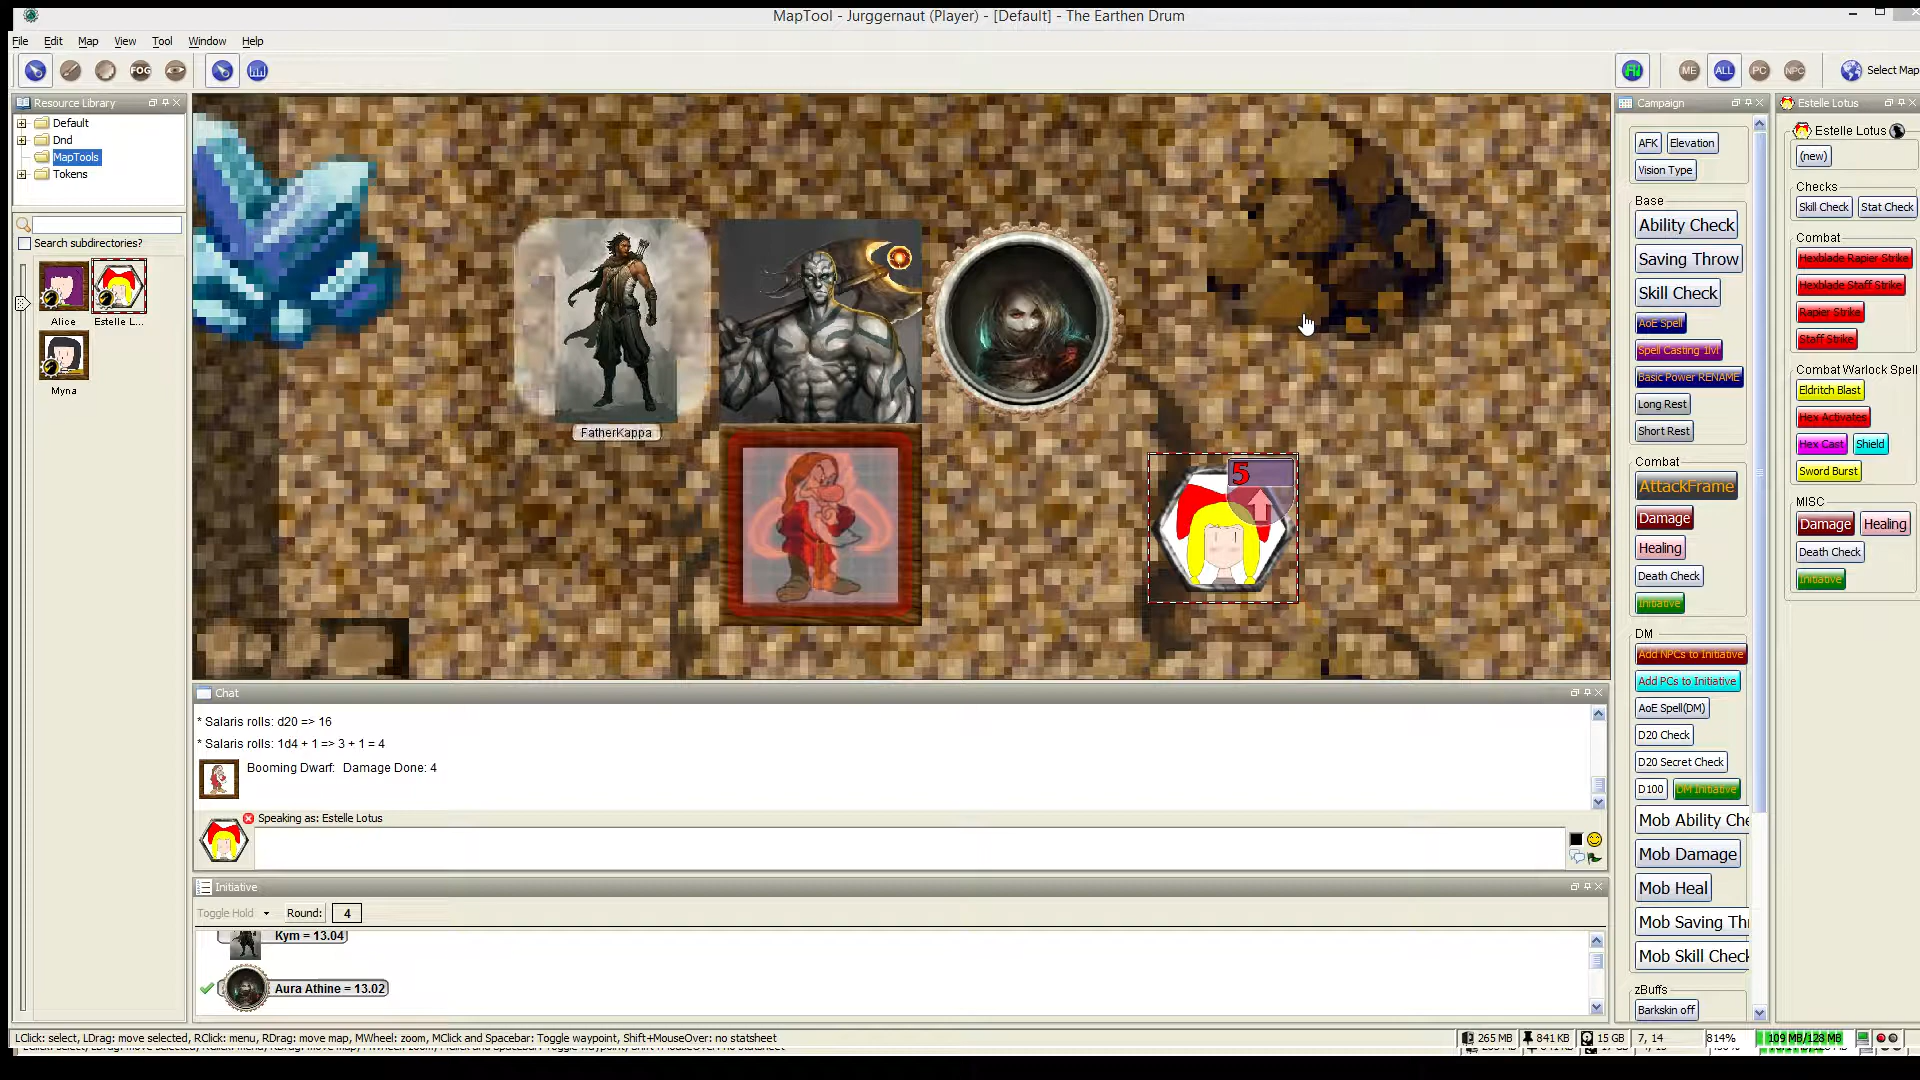 MapTool - Jurggernaut (Player) - [Default] - The Earthen Drum
File Edit Map View Tool Window Help
FOG
ME ALL PC NPC Select Map
Resource Library
Default
Dnd
MapTools
Tokens
Search subdirectories?
Alice
Estelle L...
Myna
FatherKappa
5
Chat
* Salaris rolls: d20 => 16
* Salaris rolls: 1d4 + 1 => 3 + 1 = 4
Booming Dwarf: Damage Done: 4
Speaking as: Estelle Lotus
Initiative
Toggle Hold Round: 4
Kym = 13.04
Aura Athine = 13.02
Campaign
AFK Elevation
Vision Type
Base
Ability Check
Saving Throw
Skill Check
AoE Spell
Spell Casting 1lvl
Basic Power RENAME
Long Rest
Short Rest
Combat
AttackFrame
Damage
Healing
Death Check
Initiative
DM
Add NPCs to Initiative
Add PCs to Initiative
AoE Spell(DM)
D20 Check
D20 Secret Check
D100 DM Initiative
Mob Ability Che
Mob Damage
Mob Heal
Mob Saving Thr
Mob Skill Check
zBuffs
Barkskin off
Estelle Lotus
Estelle Lotus
(new)
Checks
Skill Check Stat Check
Combat
Hexblade Rapier Strike
Hexblade Staff Strike
Rapier Strike
Staff Strike
Combat Warlock Spell
Eldritch Blast
Hex Activates
Hex Cast Shield
Sword Burst
MISC
Damage Healing
Death Check
Initiative
LClick: select, LDrag: move selected, RClick: menu, RDrag: move map, MWheel: zoom, MClick and Spacebar: Toggle waypoint, Shift+MouseOver: no statsheet
265 MB 841 KB 15 GB 7, 14 814% 109 MB/128 MB